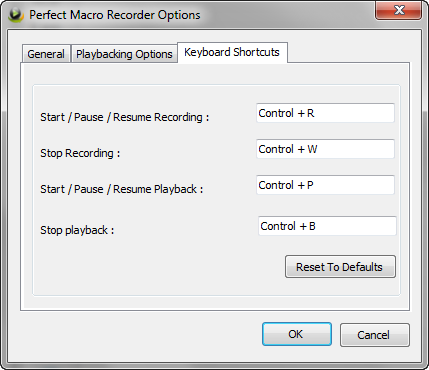 Perfect Macro Recorder Options
General Playbacking Options Keyboard Shortcuts
Start / Pause / Resume Recording : Control + R
Stop Recording : Control + W
Start / Pause / Resume Playback : Control + P
Stop playback : Control + B
Reset To Defaults
OK Cancel